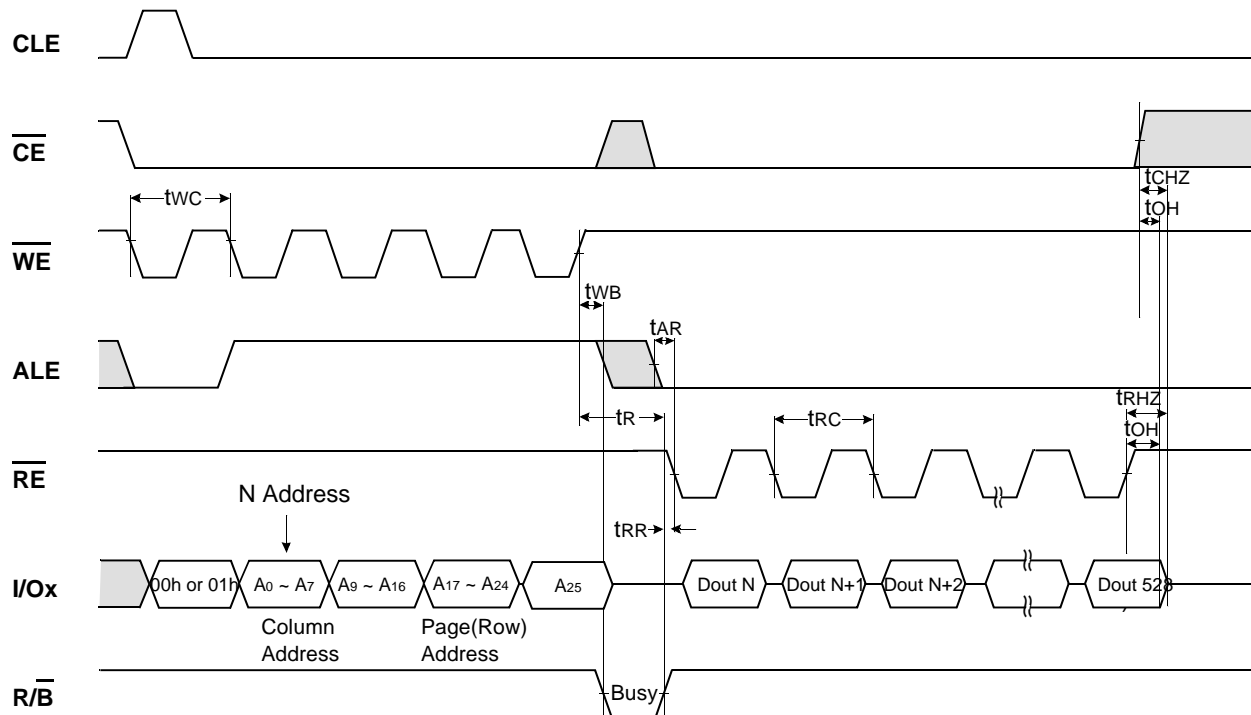 CLE
CE
tCHZ
tOH
tWC
WE
tWB
tAR
ALE
tRHZ
tR
tRC
tOH
RE
N Address
tRR
I/Ox
00h or 01h
A0 ~ A7
A9 ~ A16
A17 ~ A24
A25
Dout N
Dout N+1
Dout N+2
Dout 528
Column
Address
Page(Row)
Address
R/B
Busy